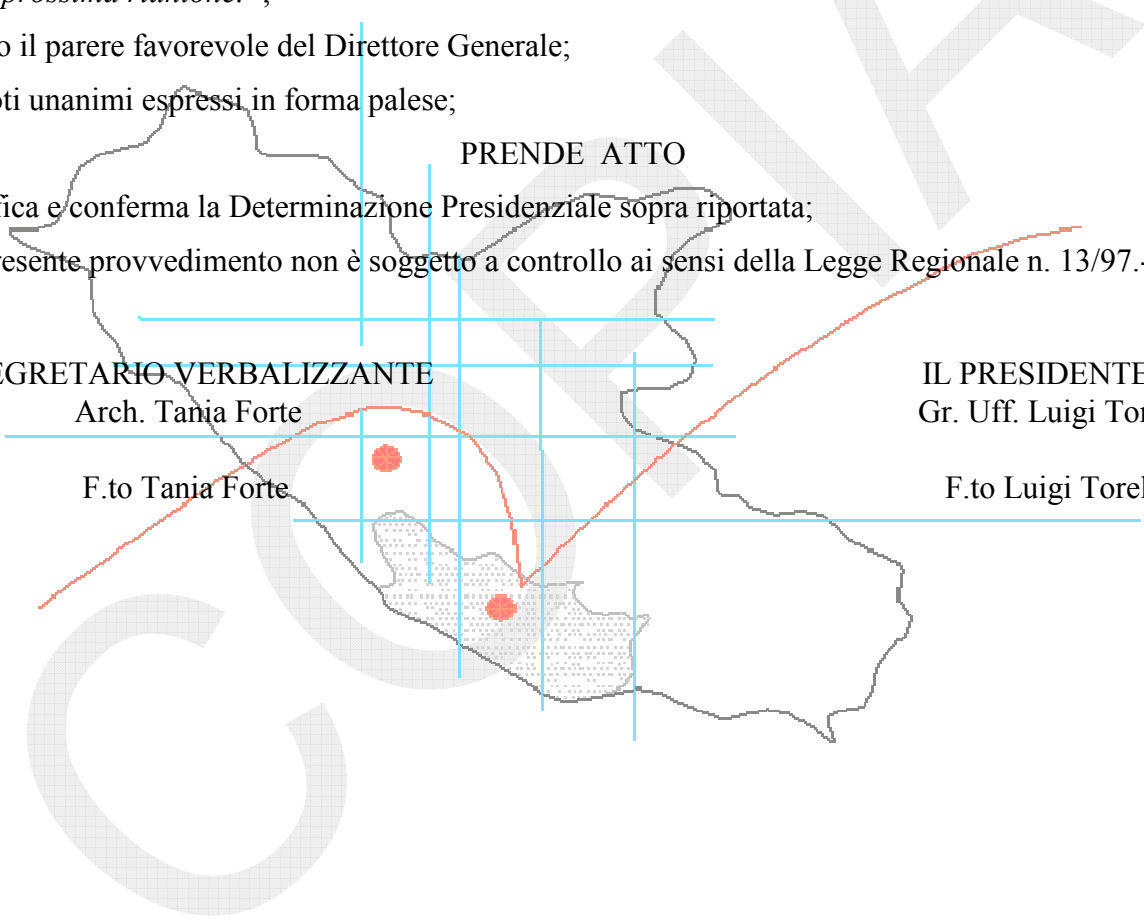 prossima riunione.";
o il parere favorevole del Direttore Generale;
oti unanimi espressi in forma palese;
PRENDE ATTO
fica e conferma la Determinazione Presidenziale sopra riportata;
resente provvedimento non è soggetto a controllo ai sensi della Legge Regionale n. 13/97.-
EGRETARIO VERBALIZZANTE
IL PRESIDENTE
Arch. Tania Forte
Gr. Uff. Luigi Tor
F.to Tania Forte
F.to Luigi Torel
COPIA